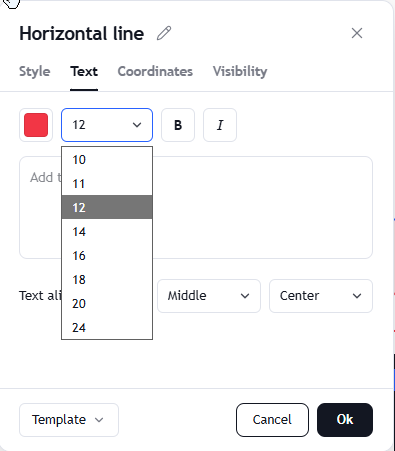 Horizontal line
Style Text Coordinates Visibility
12 B I
10
11
12
14
16
18
20
24
Add
Text Middle Center
Template Cancel Ok